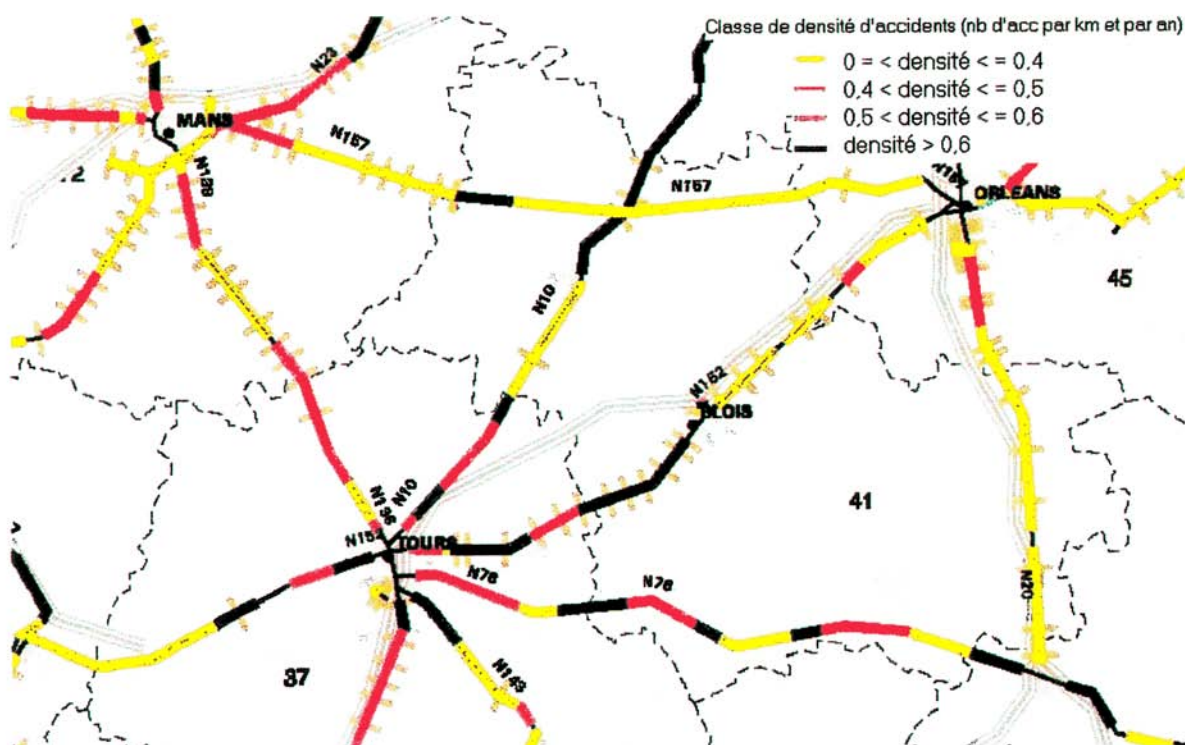 Classe de densité d'accidents (nb d'acc par km et par an)
0 = < densité < = 0.4
0,4 < densité < = 0,5
0,5 < densité < = 0,6
densité > 0,6
N23
MANS
N157
N157
ORLEANS
45
N10
N152
BLOIS
41
N10
TOURS
N152
N76
N76
N20
37
N143